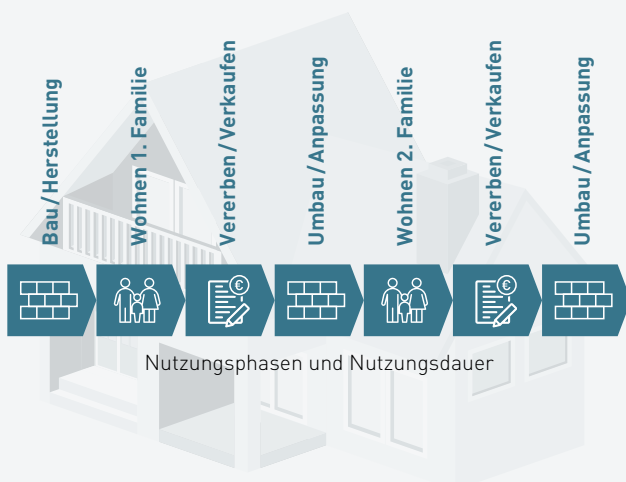 Bau/Herstellung
Wohnen 1. Familie
Vererben/Verkaufen
Umbau/Anpassung
Wohnen 2. Familie
Vererben/Verkaufen
Umbau/Anpassung
€
€
Nutzungsphasen und Nutzungsdauer